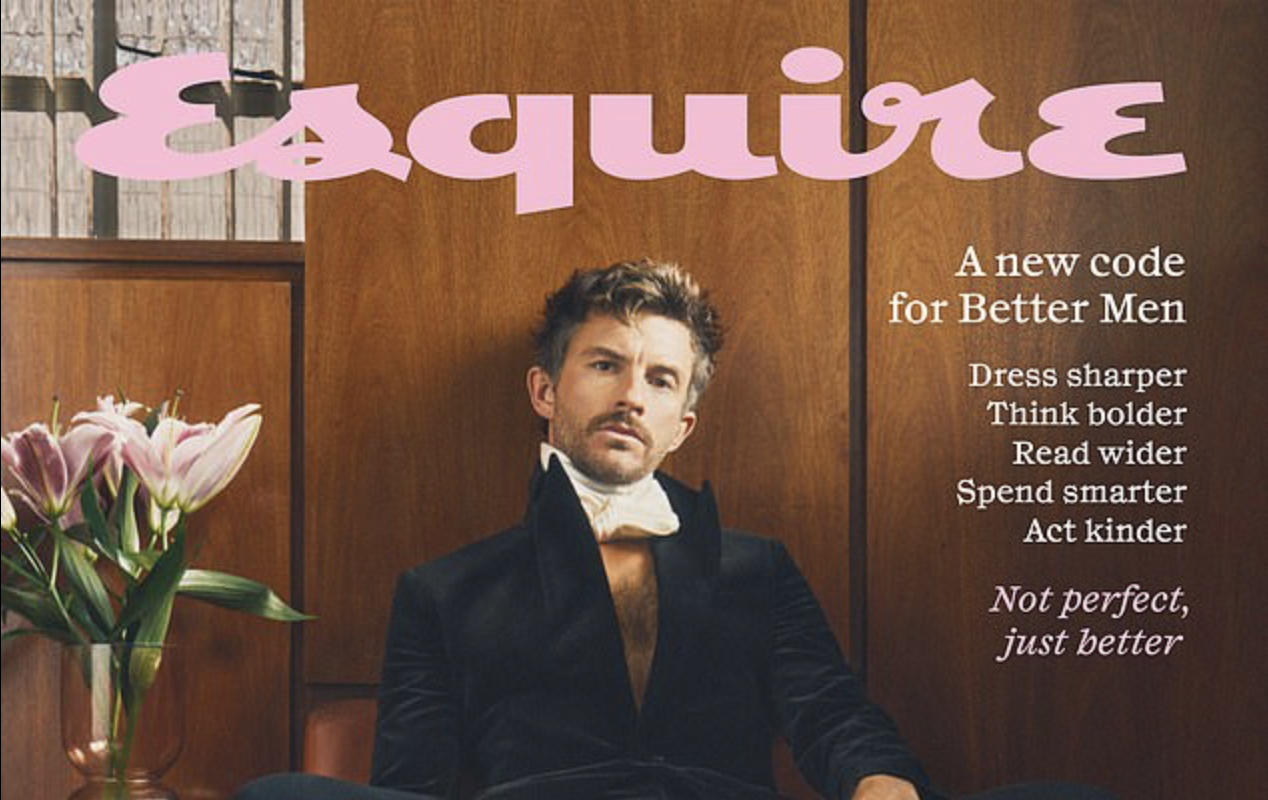 Esquire
A new code
for Better Men
Dress sharper
Think bolder
Read wider
Spend smarter
Act kinder
Not perfect,
just better